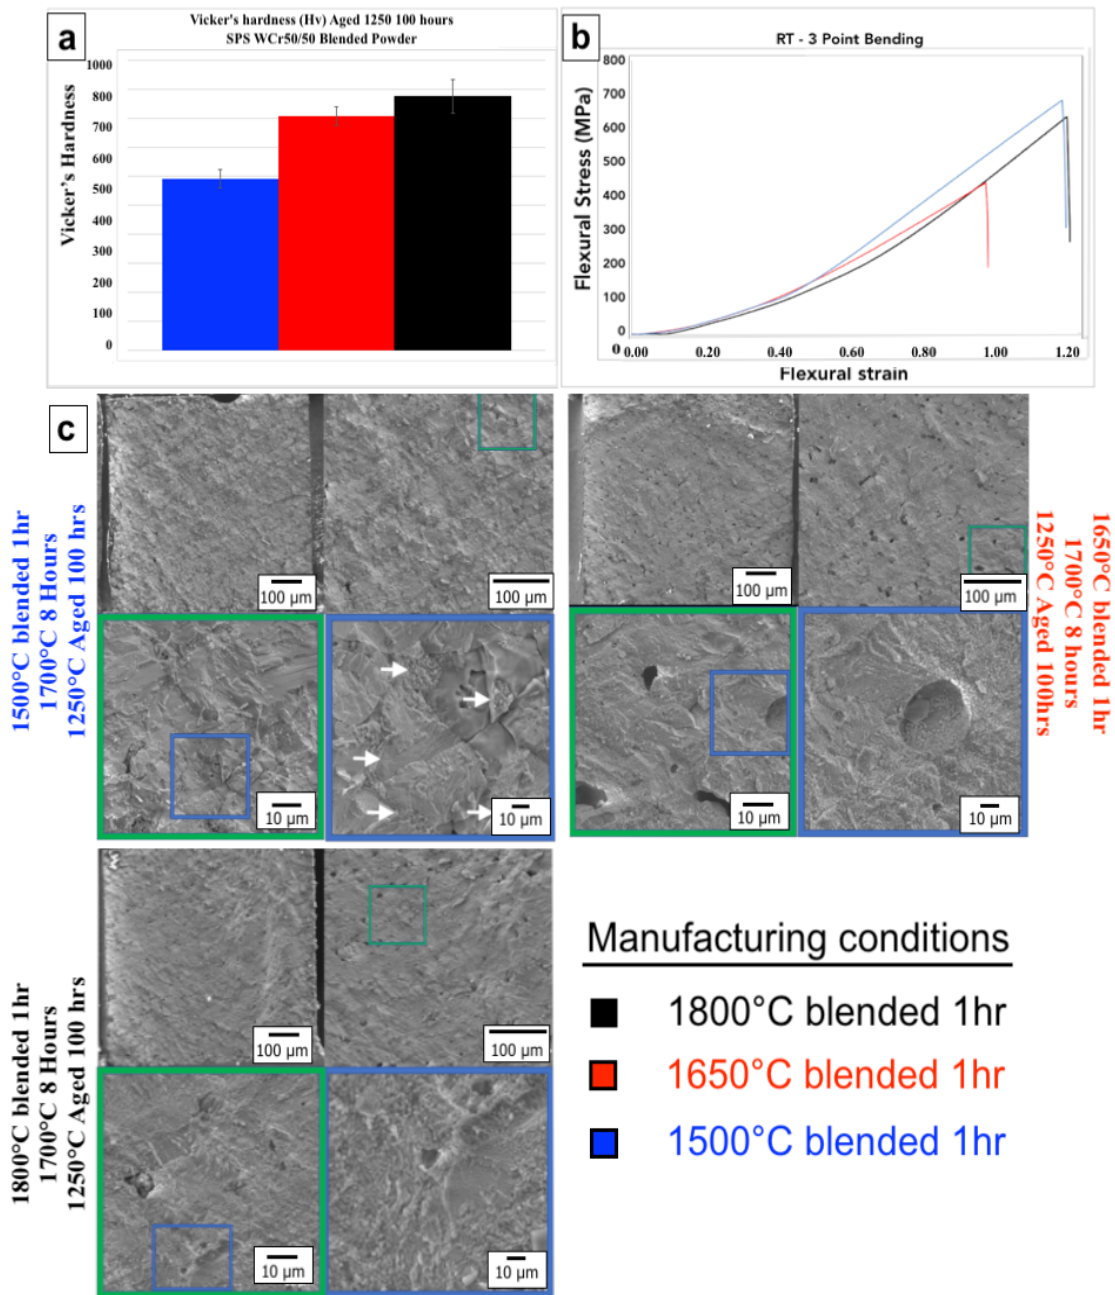 a
Vicker's hardness (Hv) Aged 1250 100 hours
SPS WCr50/50 Blended Powder
Vicker's Hardness
1000
800
700
600
500
400
300
200
100
0
b
RT - 3 Point Bending
Flexural Stress (MPa)
800
700
600
500
400
300
200
100
0
0
0.00 0.20 0.40 0.60 0.80 1.00 1.20
Flexural strain
c
1500°C blended 1hr
1700°C 8 Hours
1250°C Aged 100 hrs
100 µm
100 µm
10 µm
10 µm
1650°C blended 1hr
1700°C 8 hours
1250°C Aged 100hrs
100 µm
100 µm
10 µm
10 µm
1800°C blended 1hr
1700°C 8 Hours
1250°C Aged 100 hrs
100 µm
100 µm
10 µm
10 µm
Manufacturing conditions
1800°C blended 1hr
1650°C blended 1hr
1500°C blended 1hr